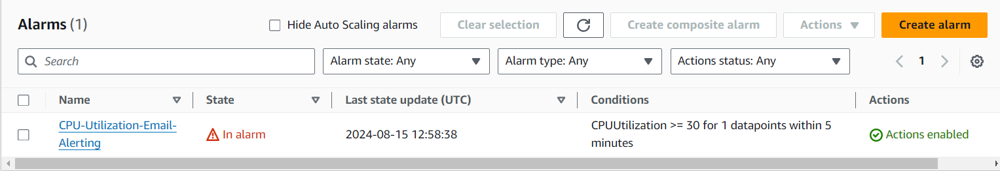 Alarms (1)
Hide Auto Scaling alarms
Clear selection
Create composite alarm
Actions
Create alarm
Search
Alarm state: Any
Alarm type: Any
Actions status: Any
1
Name
State
Last state update (UTC)
Conditions
Actions
CPU-Utilization-Email-
Alerting
In alarm
2024-08-15 12:58:38
CPUUtilization >= 30 for 1 datapoints within 5
minutes
Actions enabled